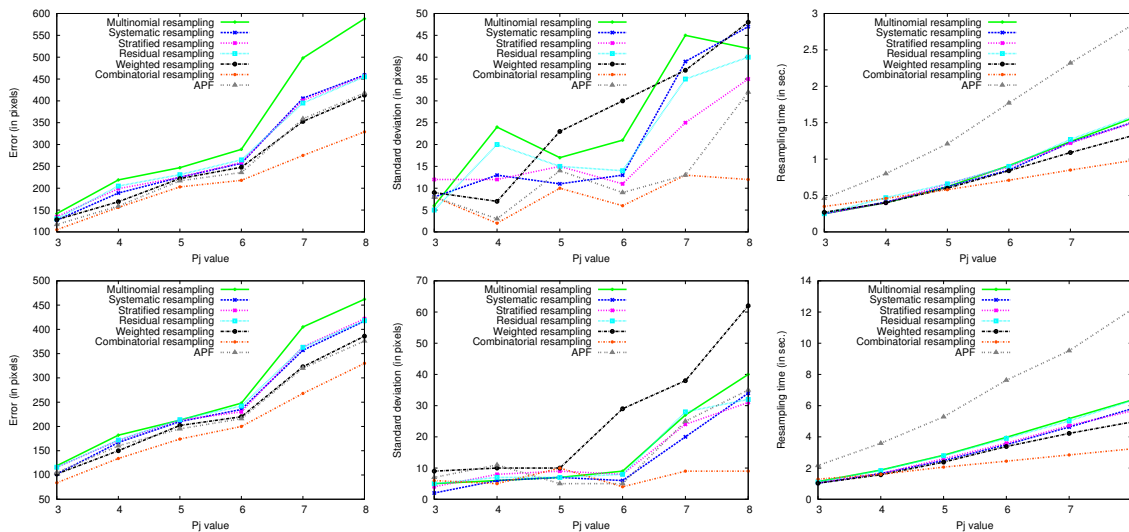 600
550
500
450
400
350
300
250
200
150
100
3 4 5 6 7 8
Pj value
Error (in pixels)
Multinomial resampling
Systematic resampling
Stratified resampling
Residual resampling
Weighted resampling
Combinatorial resampling
APF
50
45
40
35
30
25
20
15
10
5
0
3 4 5 6 7 8
Pj value
Standard deviation (in pixels)
Multinomial resampling
Systematic resampling
Stratified resampling
Residual resampling
Weighted resampling
Combinatorial resampling
APF
3
2.5
2
1.5
1
0.5
0
3 4 5 6 7
Pj value
Resampling time (in sec.)
Multinomial resampling
Systematic resampling
Stratified resampling
Residual resampling
Weighted resampling
Combinatorial resampling
APF
500
450
400
350
300
250
200
150
100
50
3 4 5 6 7 8
Pj value
Error (in pixels)
Multinomial resampling
Systematic resampling
Stratified resampling
Residual resampling
Weighted resampling
Combinatorial resampling
APF
70
60
50
40
30
20
10
0
3 4 5 6 7 8
Pj value
Standard deviation (in pixels)
Multinomial resampling
Systematic resampling
Stratified resampling
Residual resampling
Weighted resampling
Combinatorial resampling
APF
14
12
10
8
6
4
2
0
3 4 5 6 7
Pj value
Resampling time (in sec.)
Multinomial resampling
Systematic resampling
Stratified resampling
Residual resampling
Weighted resampling
Combinatorial resampling
APF